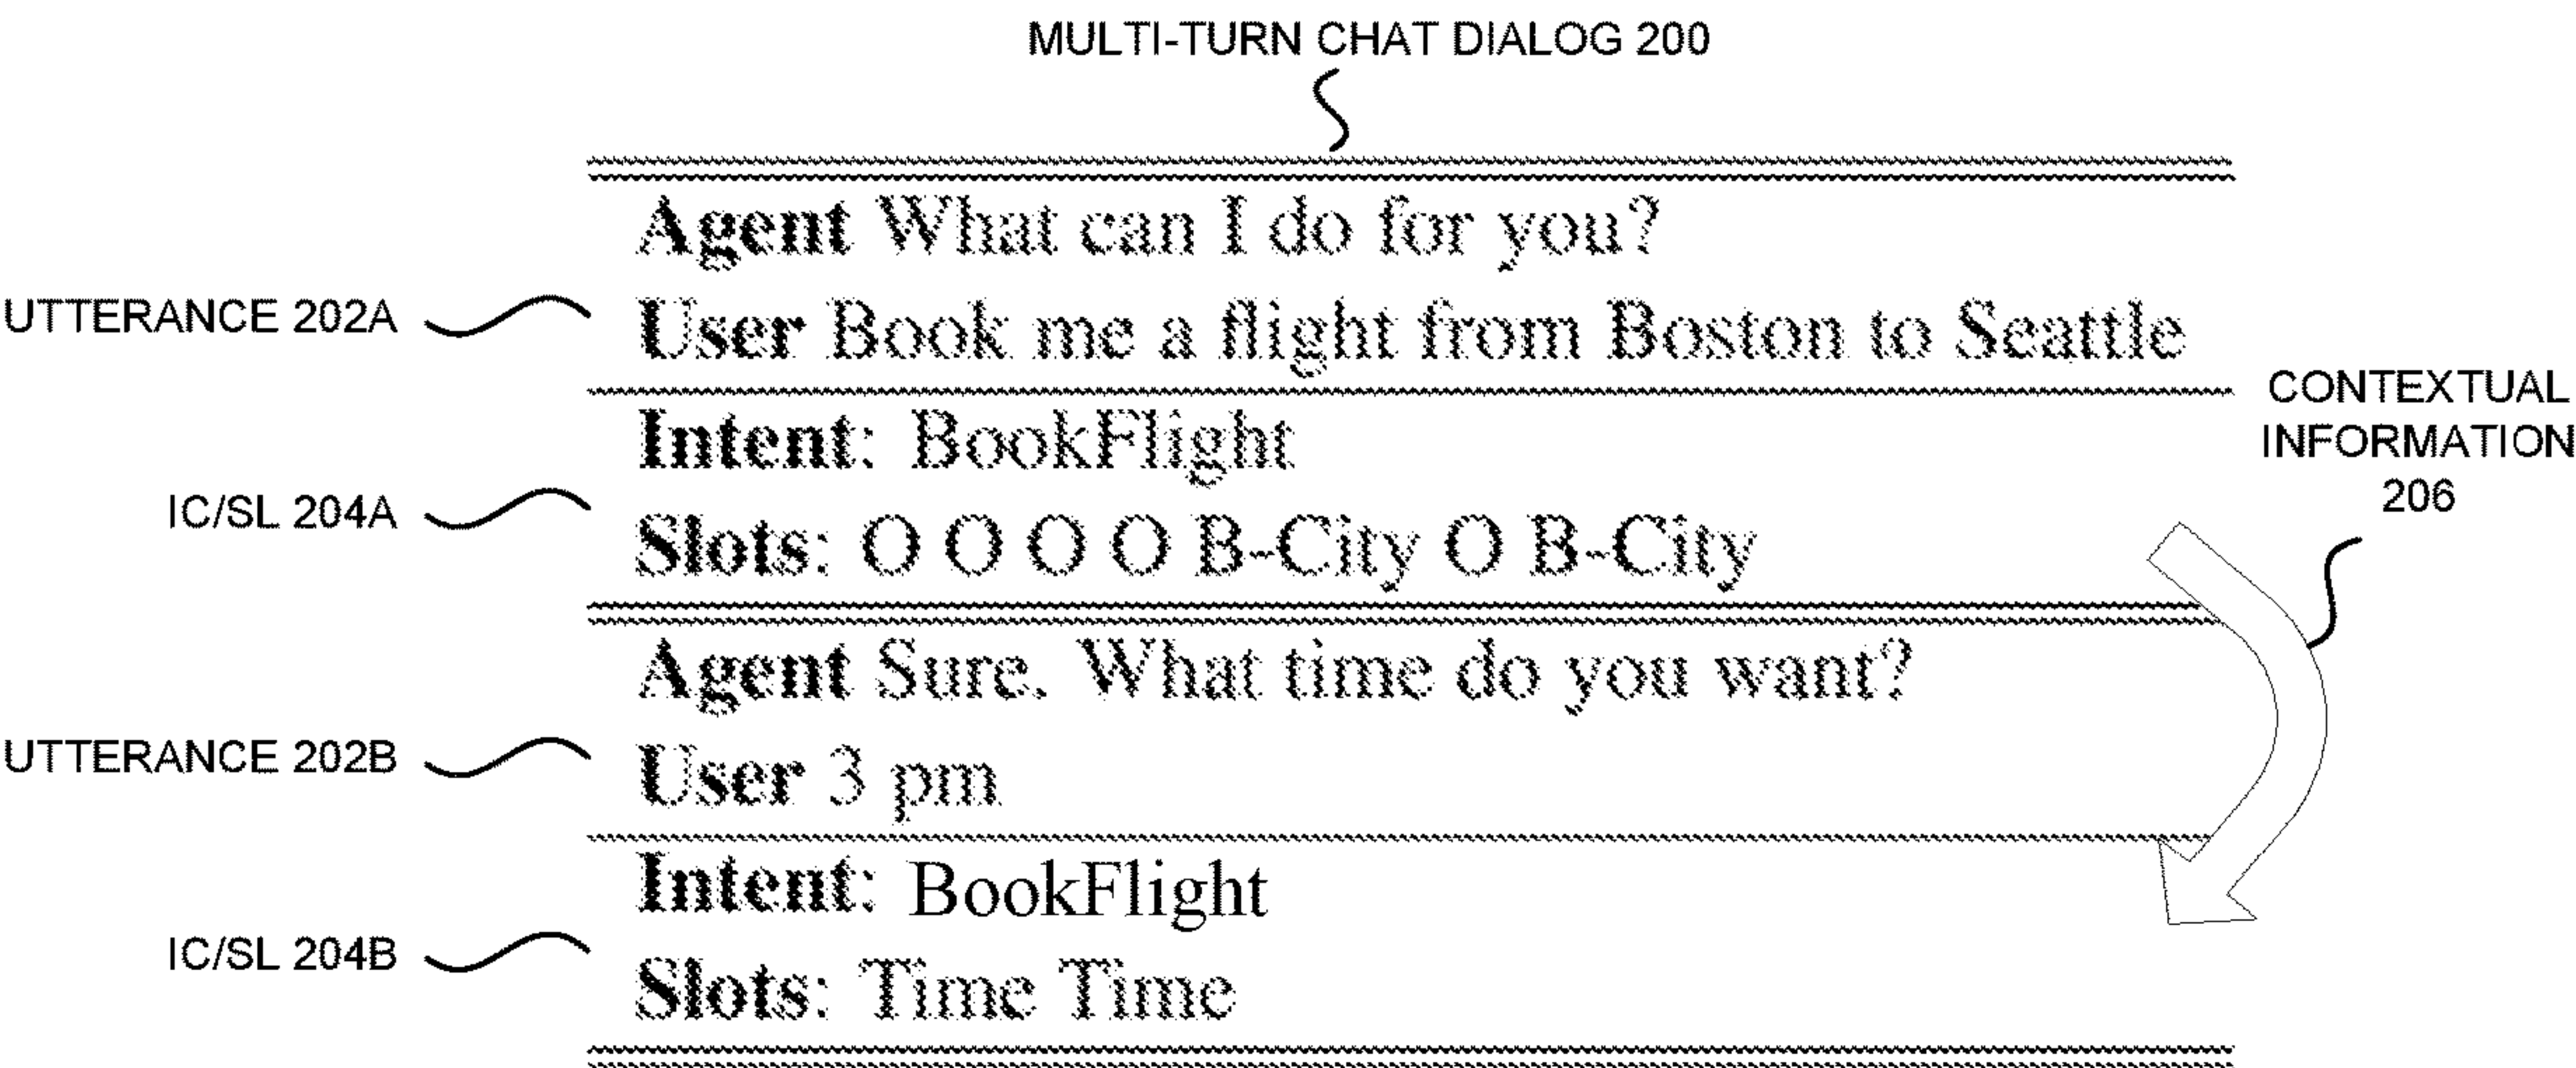 MULTI-TURN CHAT DIALOG 200
Agent What can I do for you?
UTTERANCE 202A
User Book me a flight from Boston to Seattle
CONTEXTUAL
INFORMATION
206
Intent: BookFlight
IC/SL 204A
Slots: O O O O B-City O B-City
Agent Sure. What time do you want?
UTTERANCE 202B
User 3 pm
Intent: BookFlight
IC/SL 204B
Slots: Time Time